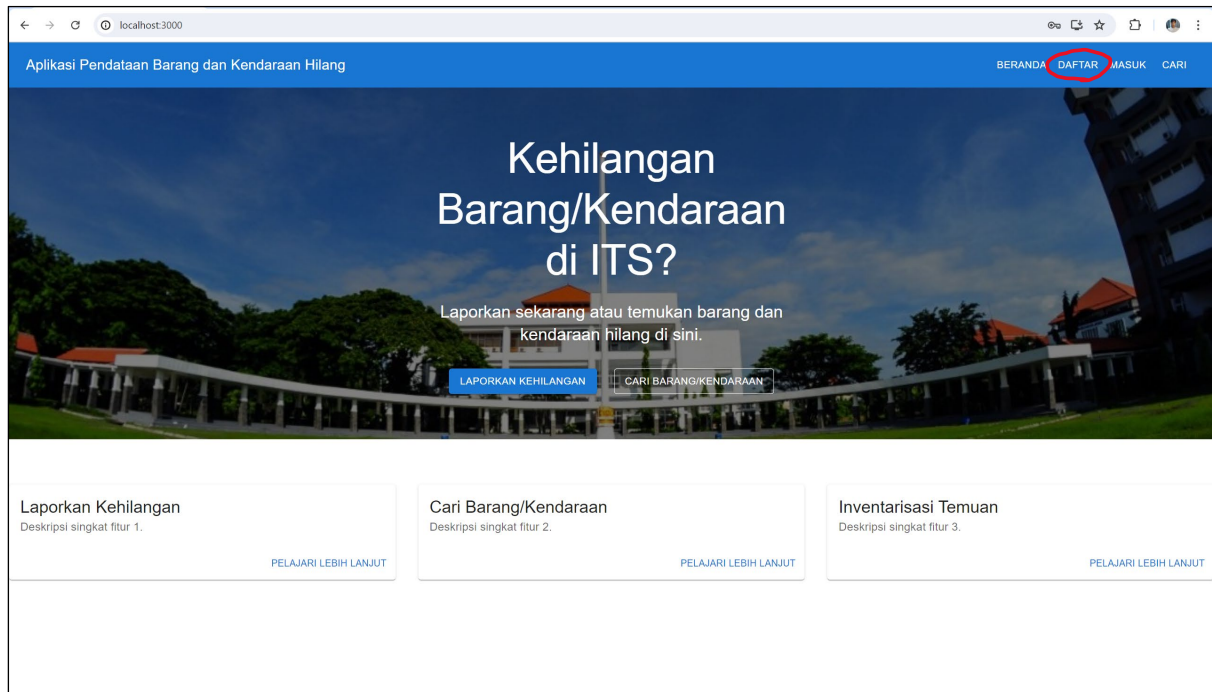 localhost:3000
Aplikasi Pendataan Barang dan Kendaraan Hilang
BERANDA DAFTAR MASUK CARI
Kehilangan
Barang/Kendaraan
di ITS?
Laporkan sekarang atau temukan barang dan
kendaraan hilang di sini.
LAPORKAN KEHILANGAN CARI BARANG/KENDARAAN
Laporkan Kehilangan
Deskripsi singkat fitur 1.
PELAJARI LEBIH LANJUT
Cari Barang/Kendaraan
Deskripsi singkat fitur 2.
PELAJARI LEBIH LANJUT
Inventarisasi Temuan
Deskripsi singkat fitur 3.
PELAJARI LEBIH LANJUT